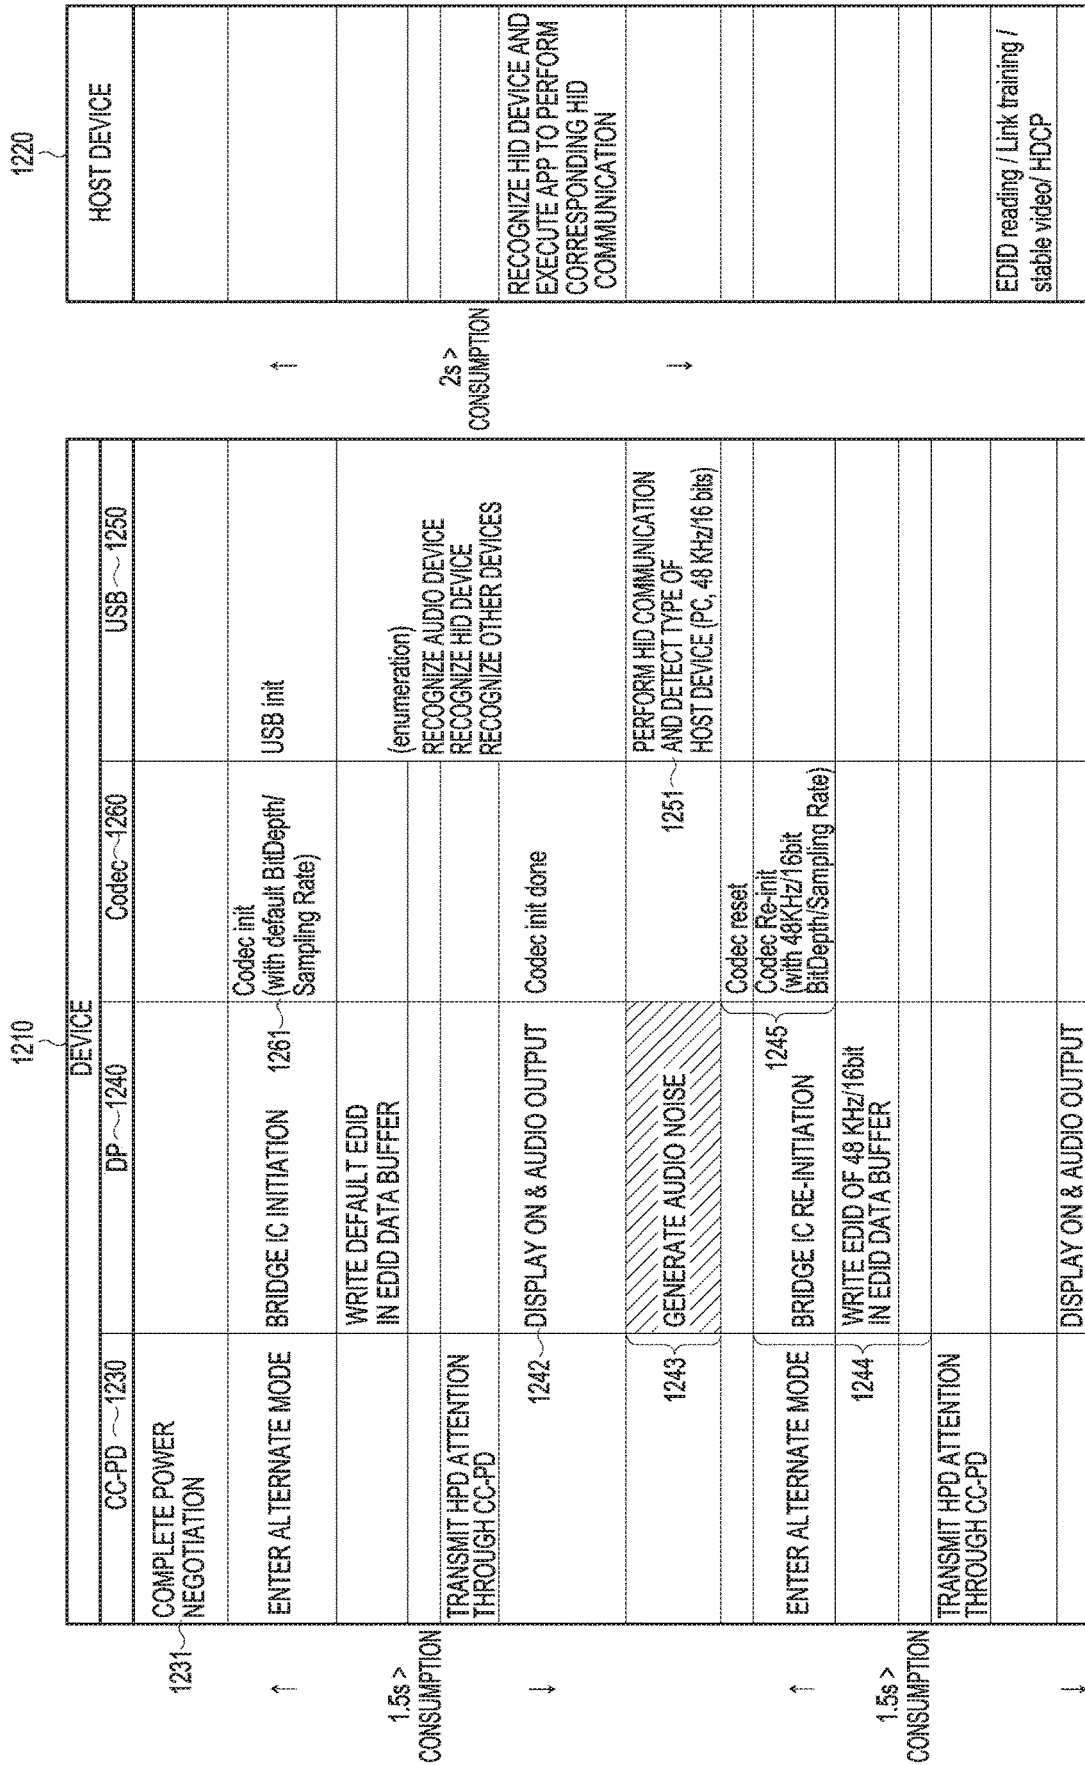 1210
DEVICE
CC-PD ~ 1230
DP ~ 1240
Codec ~ 1260
USB ~ 1250
1220
HOST DEVICE
1231
COMPLETE POWER
NEGOTIATION
1.5s >
CONSUMPTION
ENTER ALTERNATE MODE
BRIDGE IC INITIATION
1261
Codec init
(with default BitDepth/
Sampling Rate)
USB init
WRITE DEFAULT EDID
IN EDID DATA BUFFER
(enumeration)
RECOGNIZE AUDIO DEVICE
RECOGNIZE HID DEVICE
RECOGNIZE OTHER DEVICES
2s >
CONSUMPTION
TRANSMIT HPD ATTENTION
THROUGH CC-PD
1242
DISPLAY ON & AUDIO OUTPUT
Codec init done
RECOGNIZE HID DEVICE AND
EXECUTE APP TO PERFORM
CORRESPONDING HID
COMMUNICATION
1243
GENERATE AUDIO NOISE
1251
PERFORM HID COMMUNICATION
AND DETECT TYPE OF
HOST DEVICE (PC, 48 KHz/16 bits)
Codec reset
1.5s >
CONSUMPTION
ENTER ALTERNATE MODE
BRIDGE IC RE-INITIATION
1245
Codec Re-init
(with 48KHz/16bit
BitDepth/Sampling Rate)
1244
WRITE EDID OF 48 KHz/16bit
IN EDID DATA BUFFER
TRANSMIT HPD ATTENTION
THROUGH CC-PD
EDID reading / Link training /
stable video/ HDCP
DISPLAY ON & AUDIO OUTPUT